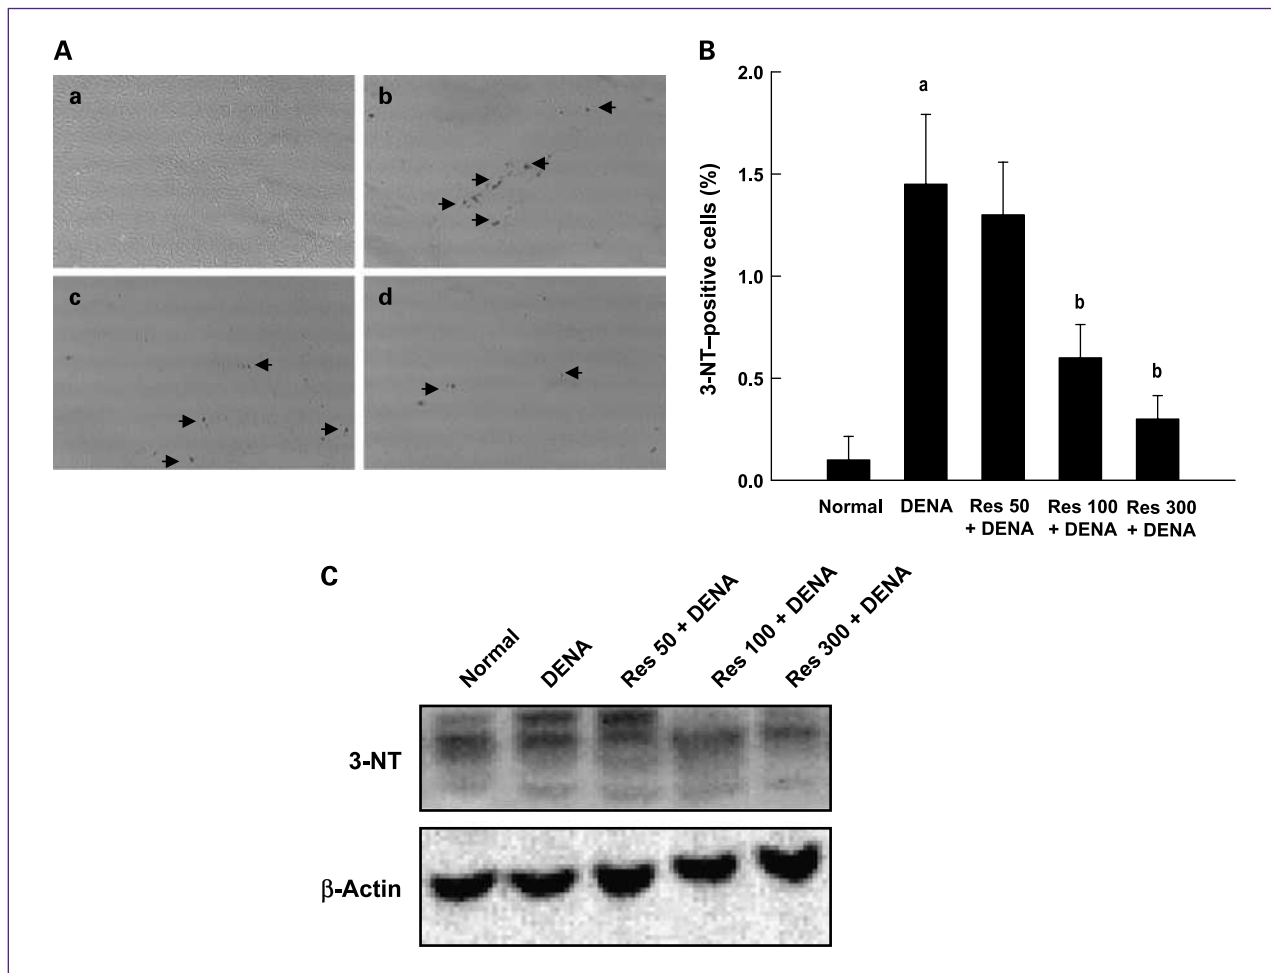 A
a
b
c
d
B
3-NT–positive cells (%)
2.0
1.5
1.0
0.5
0.0
a
b
b
Normal
DENA
Res 50
+ DENA
Res 100
+ DENA
Res 300
+ DENA
C
Normal
DENA
Res 50 + DENA
Res 100 + DENA
Res 300 + DENA
3-NT
β-Actin